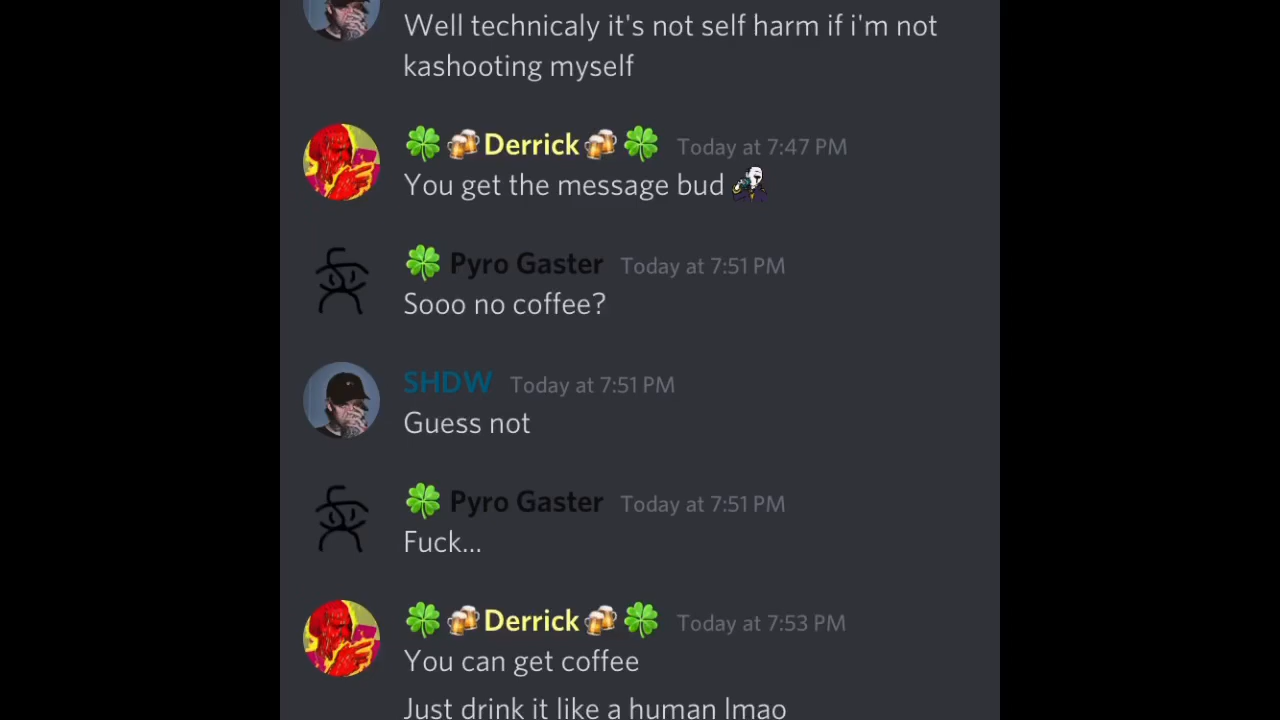 Well technicaly it's not self harm if i'm not
kashooting myself
🍀🍻Derrick🍻🍀 Today at 7:47 PM
You get the message bud
🍀 Pyro Gaster Today at 7:51 PM
Sooo no coffee?
SHDW Today at 7:51 PM
Guess not
🍀 Pyro Gaster Today at 7:51 PM
Fuck...
🍀🍻Derrick🍻🍀 Today at 7:53 PM
You can get coffee
Just drink it like a human lmao